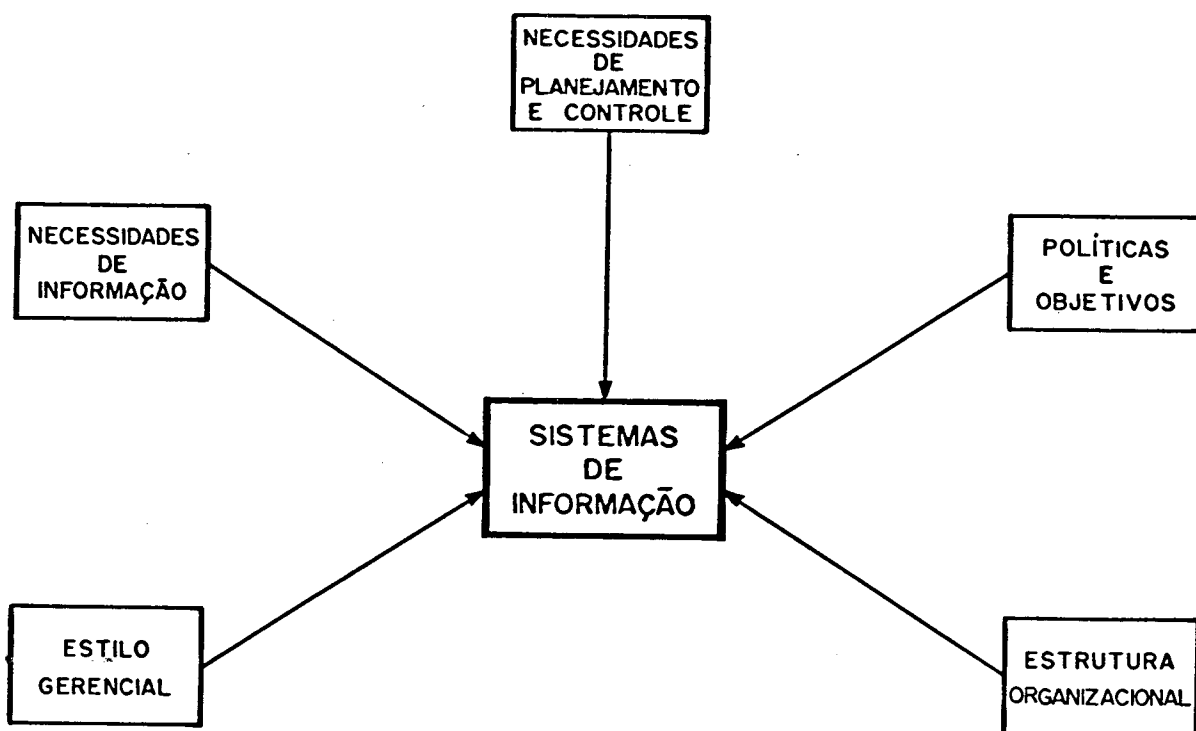 NECESSIDADES
DE
PLANEJAMENTO
E CONTROLE
NECESSIDADES
DE
INFORMAÇÃO
POLÍTICAS
E
OBJETIVOS
SISTEMAS
DE
INFORMAÇÃO
ESTILO
GERENCIAL
ESTRUTURA
ORGANIZACIONAL